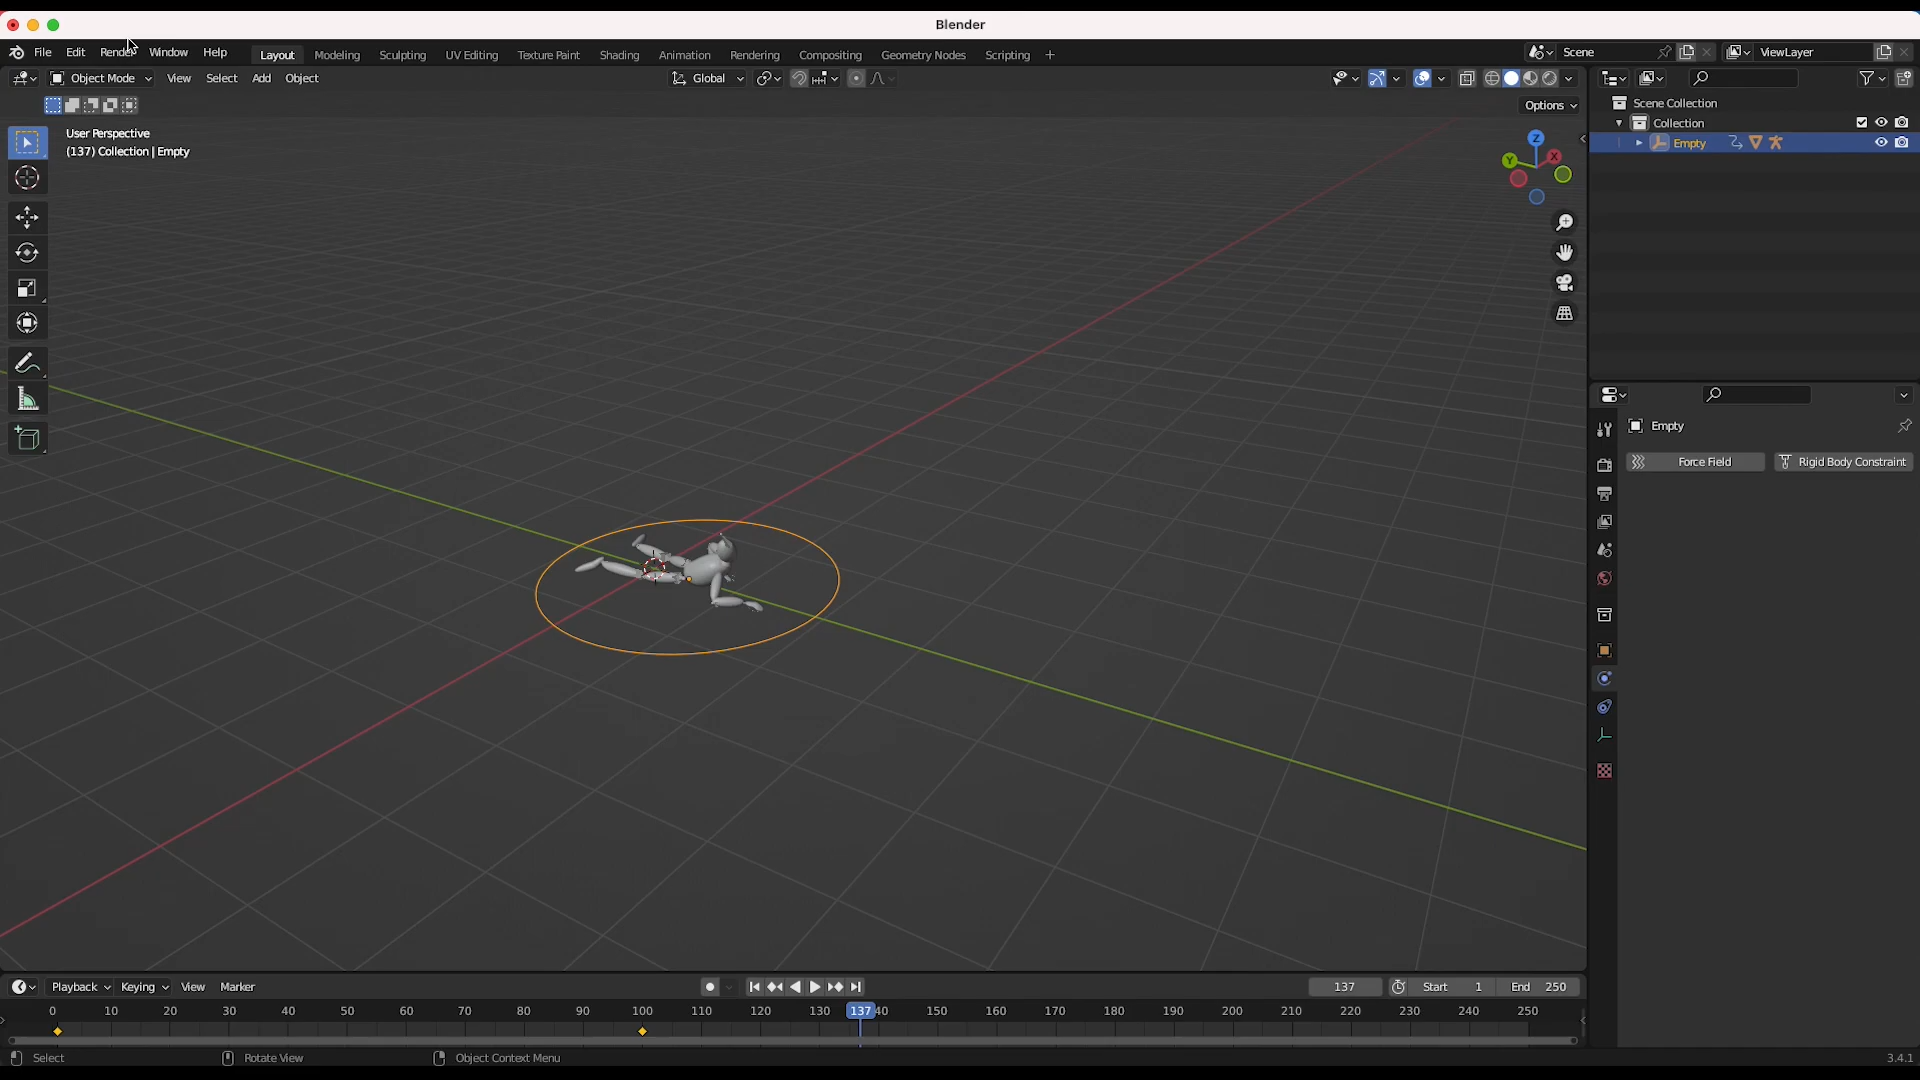 Blender
File Edit Render Window Help Layout Modeling Sculpting UV Editing Texture Paint Shading Animation Rendering Compositing Geometry Nodes Scripting + Scene ViewLayer
Object Mode View Select Add Object Global
Options
User Perspective
(137) Collection | Empty
Z
Y X
Scene Collection
Collection
Empty
Empty
Force Field Rigid Body Constraint
Playback Keying View Marker 137 Start 1 End 250
0 10 20 30 40 50 60 70 80 90 100 110 120 130 137 40 150 160 170 180 190 200 210 220 230 240 250
Select Rotate View Object Context Menu 3.4.1